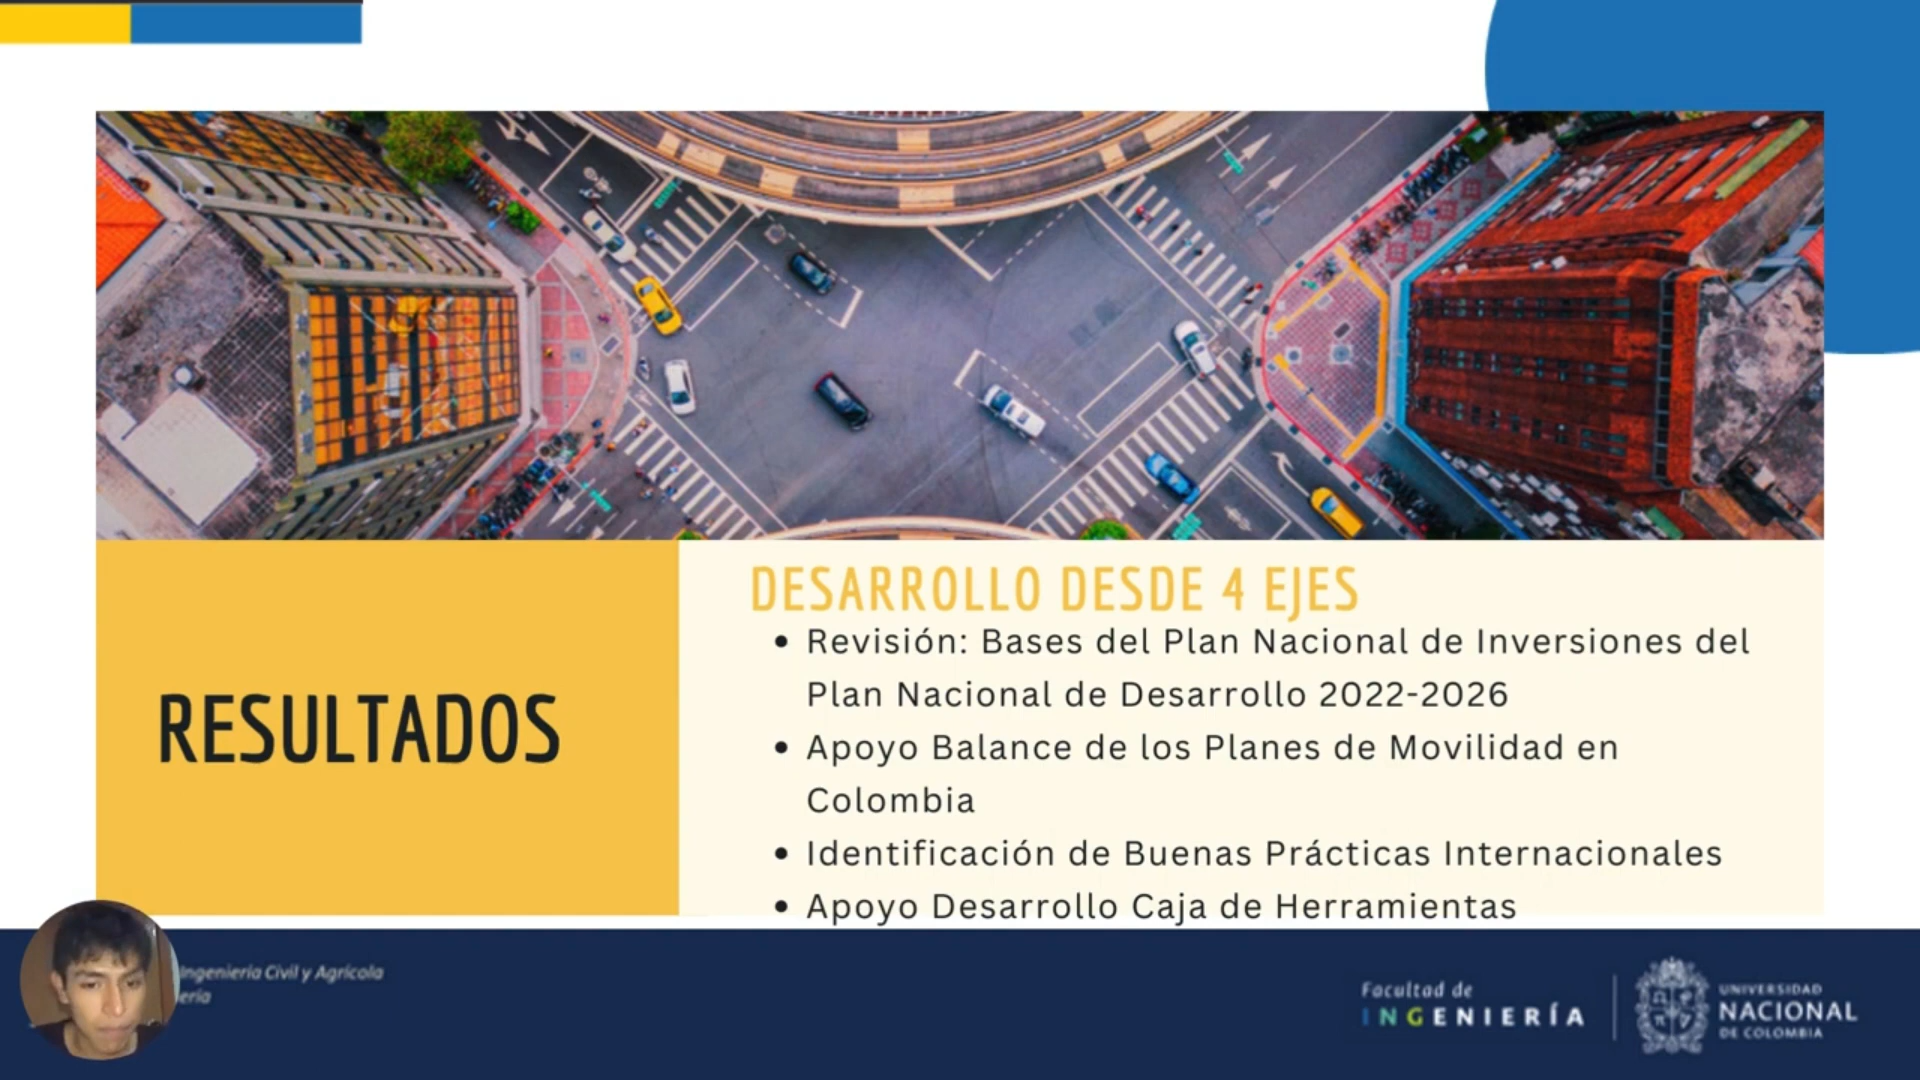 DESARROLLO DESDE 4 EJES
• Revisión: Bases del Plan Nacional de Inversiones del
Plan Nacional de Desarrollo 2022-2026
• Apoyo Balance de los Planes de Movilidad en
Colombia
• Identificación de Buenas Prácticas Internacionales
• Apoyo Desarrollo Caja de Herramientas
RESULTADOS
Ingeniería Civil y Agrícola
ería
Facultad de
INGENIERÍA
UNIVERSIDAD
NACIONAL
DE COLOMBIA